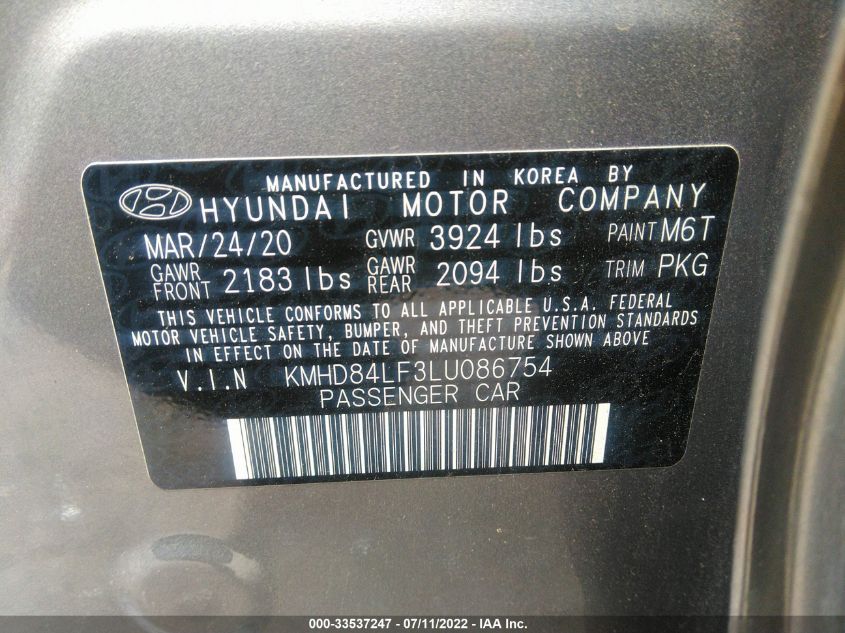 MANUFACTURED IN KOREA BY
HYUNDAI MOTOR COMPANY
MAR/24/20 GVWR 3924 lbs PAINT M6T
GAWR FRONT 2183 lbs GAWR REAR 2094 lbs TRIM PKG
THIS VEHICLE CONFORMS TO ALL APPLICABLE U.S.A. FEDERAL
MOTOR VEHICLE SAFETY, BUMPER, AND THEFT PREVENTION STANDARDS
IN EFFECT ON THE DATE OF MANUFACTURE SHOWN ABOVE.
V.I.N KMHD84LF3LU086754
PASSENGER CAR
000-33537247 - 07/11/2022 - IAA Inc.